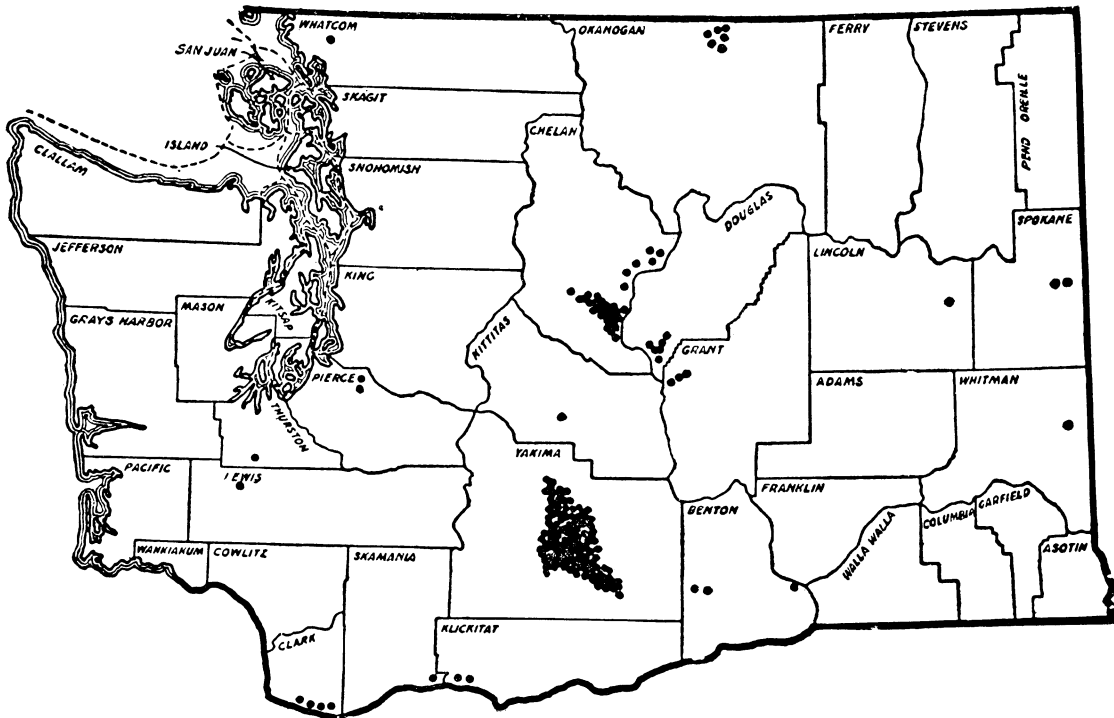 WHATCOM
OKANOGAN
FERRY
STEVENS
PEND OREILLE
SAN JUAN
SKAGIT
CHELAN
ISLAND
CLALLAM
SNOHOMISH
DOUGLAS
SPOKANE
JEFFERSON
LINCOLN
KING
MASON
KITSAP
GRAYS HARBOR
KITTITAS
GRANT
PIERCE
ADAMS
WHITMAN
THURSTON
YAKIMA
PACIFIC
LEWIS
FRANKLIN
BENTON
WALLA WALLA
COLUMBIA
GARFIELD
WAHKIAKUM
COWLITZ
SKAMANIA
ASOTIN
KLICKITAT
CLARK